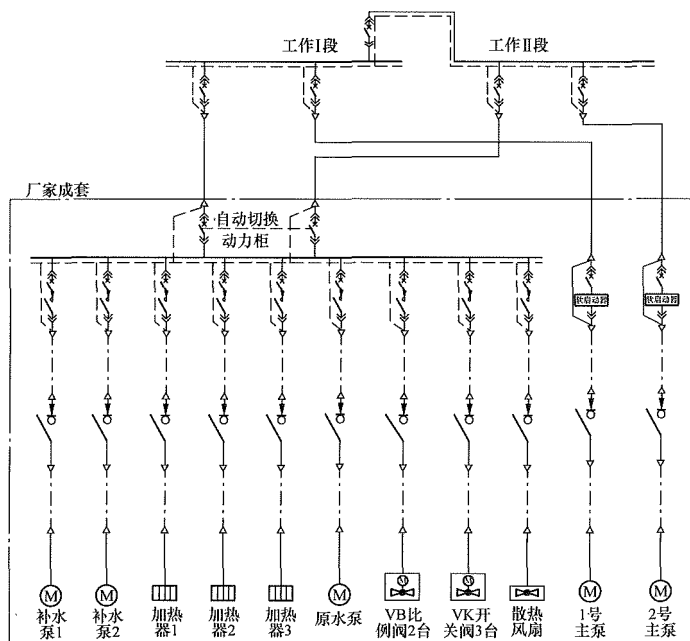 工作Ⅰ段
工作Ⅱ段
厂家成套
自动切换
动力柜
软启动器
软启动器
M
M
M
M
M
M
M
补水
泵1
补水
泵2
加热
器1
加热
器2
加热
器3
原水泵
VB比
例阀2台
VK开
关阀3台
散热
风扇
1号
主泵
2号
主泵